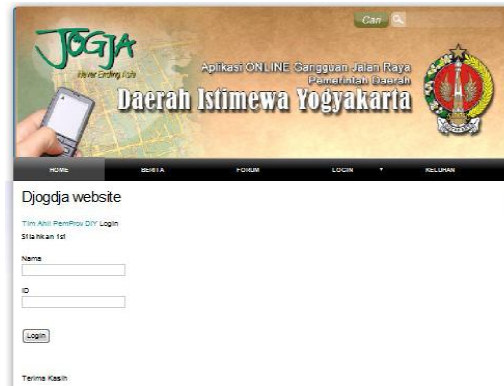 Cari
JOGJA
Never Ending Asia
Aplikasi ONLINE Gangguan Jalan Raya
Pemerintah Daerah
Daerah Istimewa Yogyakarta
HOME BERITA FORUM LOGIN ▼ KELUHAN
Djogdja website
Tim Ahli PemProv DIY Login
Silahkan Isi
Nama
ID
Login
Terima Kasih